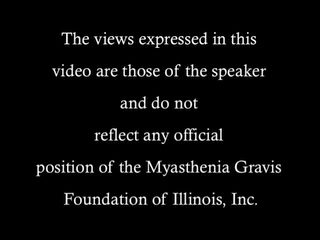 The views expressed in this
video are those of the speaker
and do not
reflect any official
position of the Myasthenia Gravis
Foundation of Illinois, Inc.